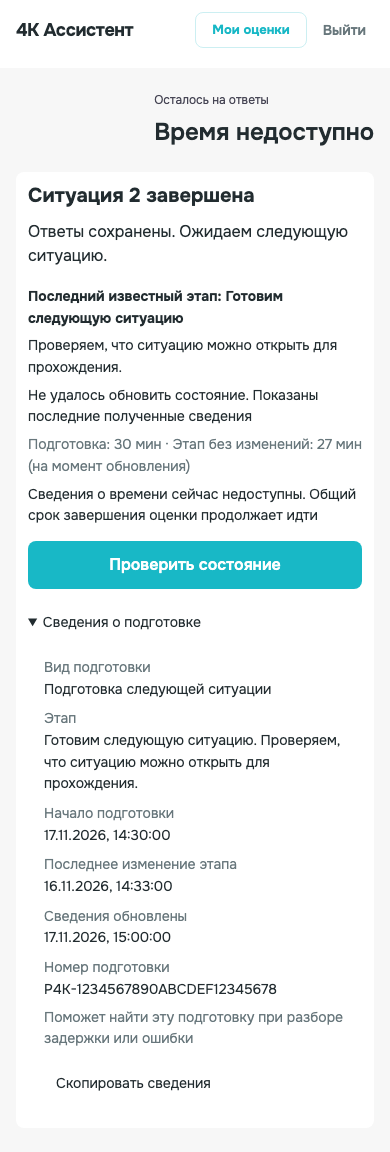 4К Ассистент
Мои оценки
Выйти
Осталось на ответы
Время недоступно
Ситуация 2 завершена
Ответы сохранены. Ожидаем следующую
ситуацию.
Последний известный этап: Готовим
следующую ситуацию
Проверяем, что ситуацию можно открыть для
прохождения.
Не удалось обновить состояние. Показаны
последние полученные сведения
Подготовка: 30 мин · Этап без изменений: 27 мин
(на момент обновления)
Сведения о времени сейчас недоступны. Общий
срок завершения оценки продолжает идти
Проверить состояние
▼ Сведения о подготовке
Вид подготовки
Подготовка следующей ситуации
Этап
Готовим следующую ситуацию. Проверяем,
что ситуацию можно открыть для
прохождения.
Начало подготовки
17.11.2026, 14:30:00
Последнее изменение этапа
16.11.2026, 14:33:00
Сведения обновлены
17.11.2026, 15:00:00
Номер подготовки
P4K-1234567890ABCDEF12345678
Поможет найти эту подготовку при разборе
задержки или ошибки
Скопировать сведения